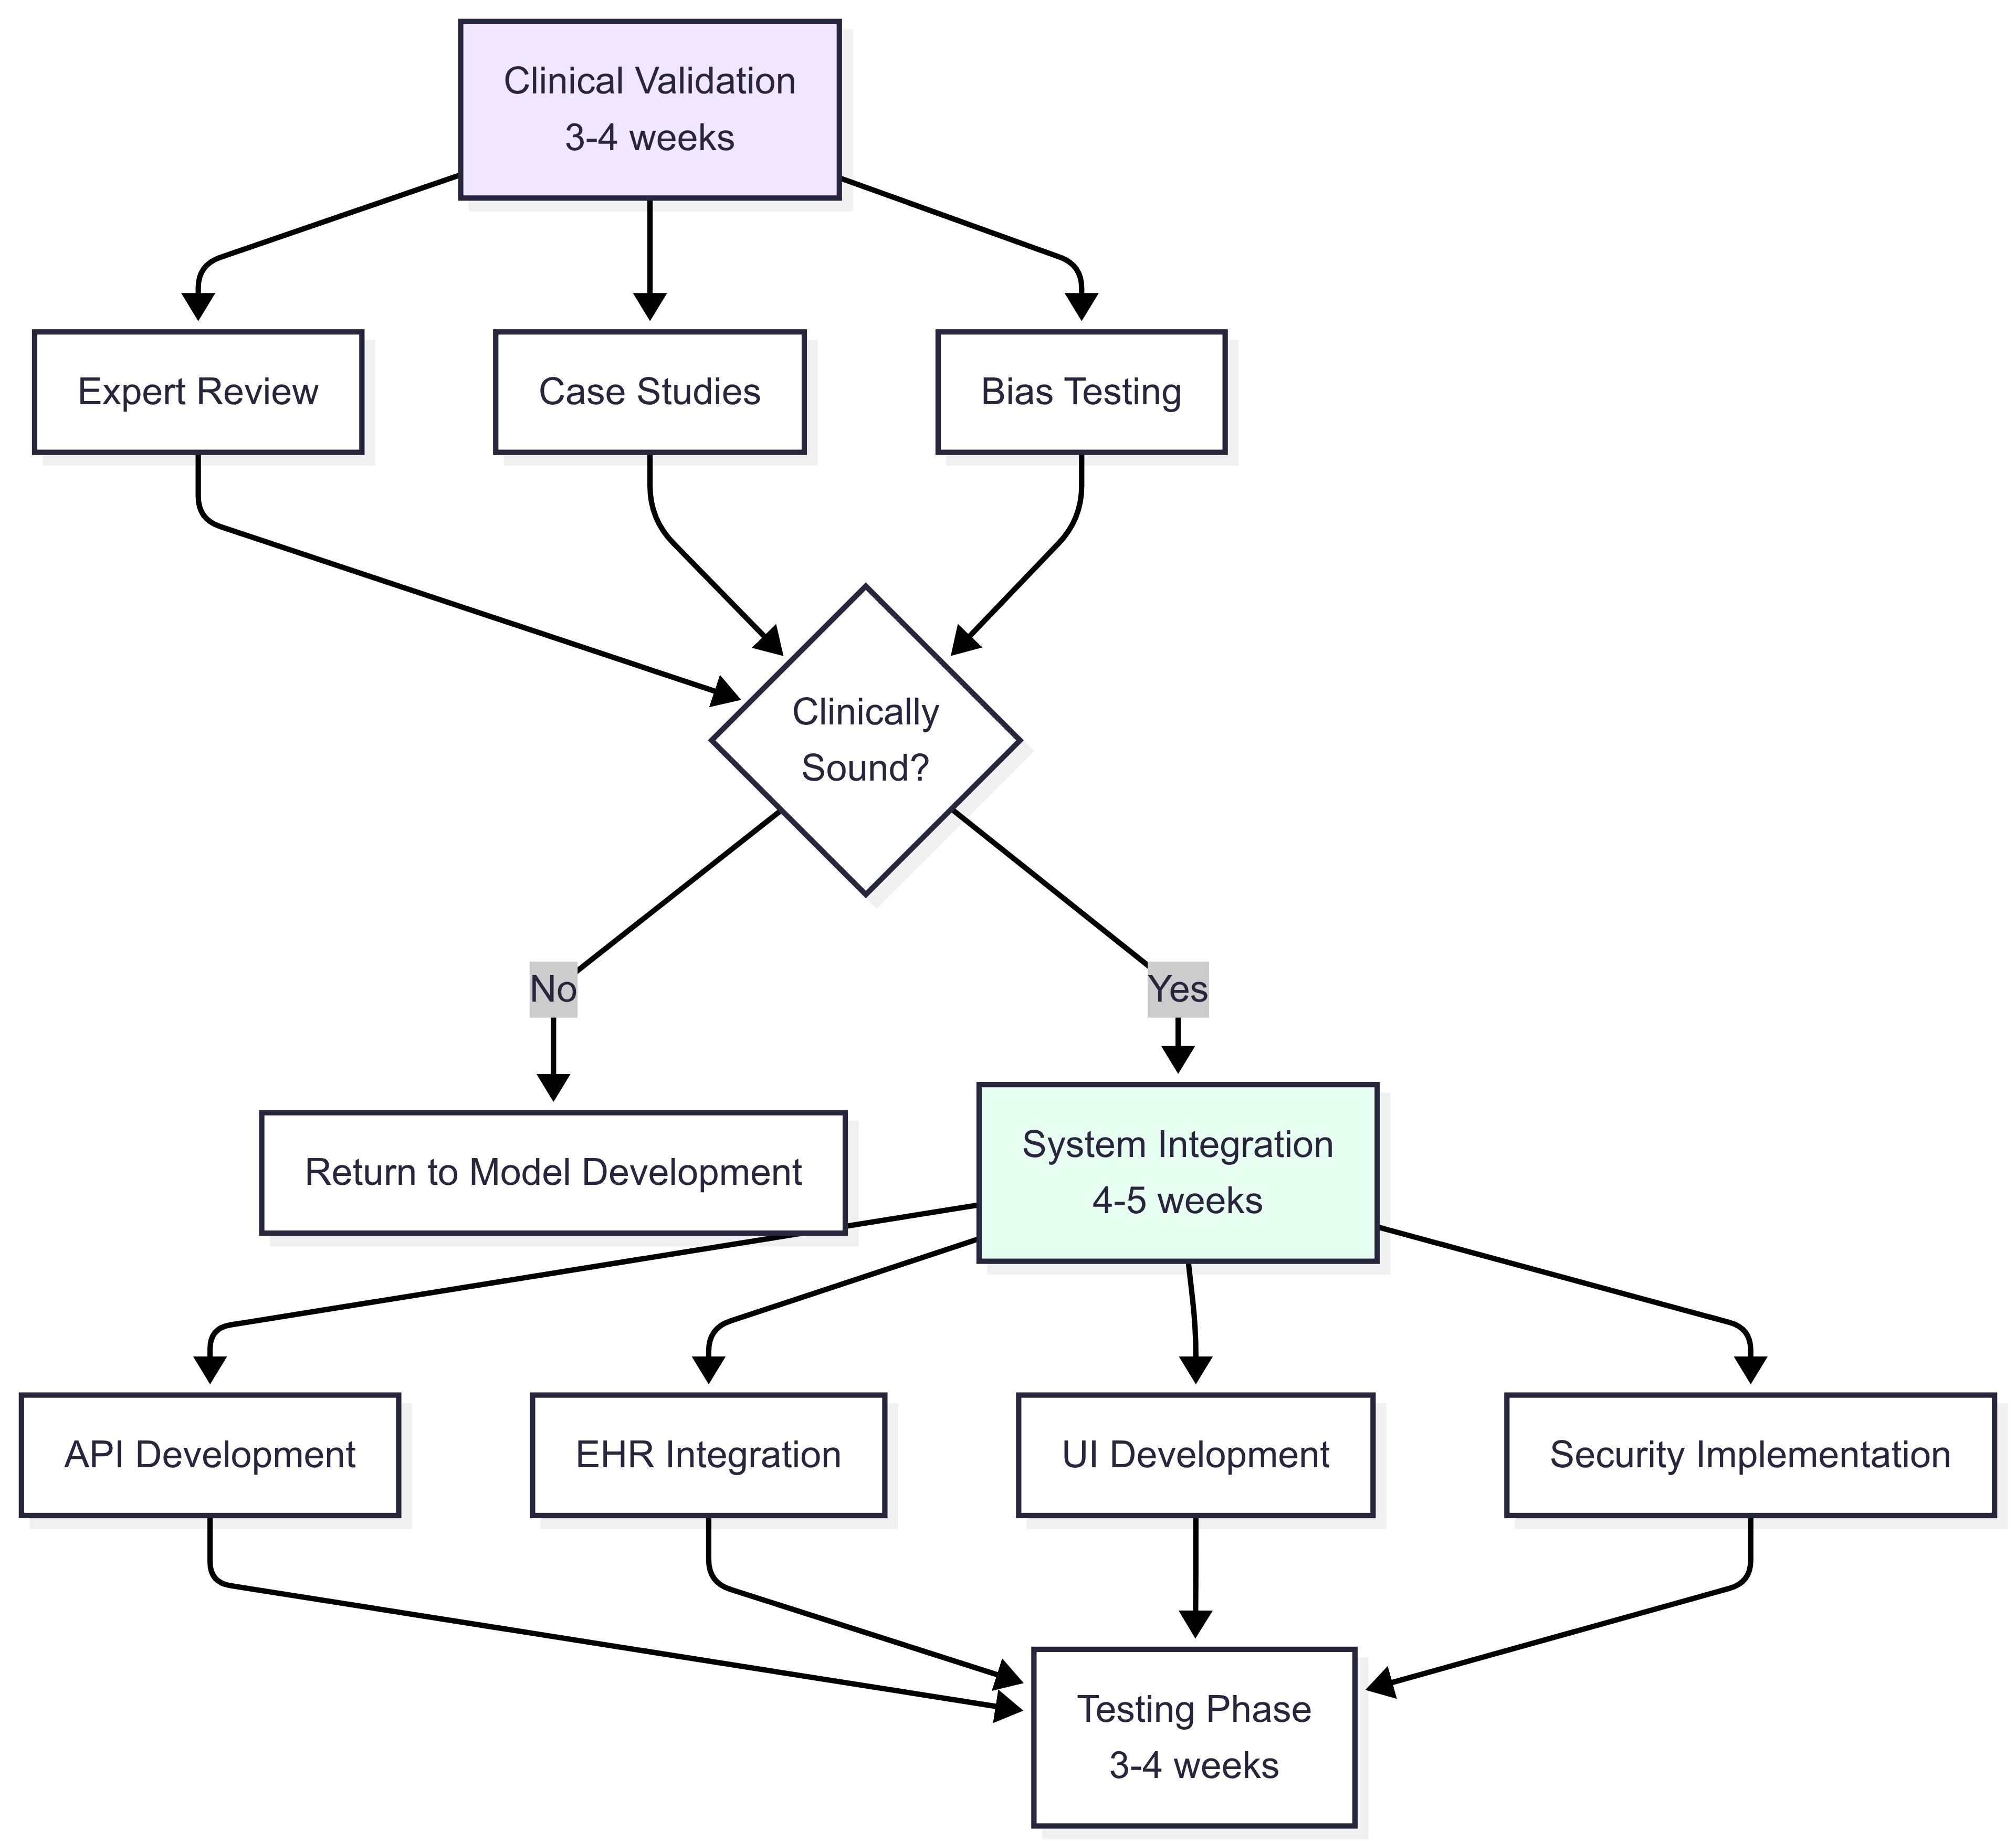 Clinical Validation
3-4 weeks
Expert Review
Case Studies
Bias Testing
Clinically
Sound?
No
Yes
Return to Model Development
System Integration
4-5 weeks
API Development
EHR Integration
UI Development
Security Implementation
Testing Phase
3-4 weeks